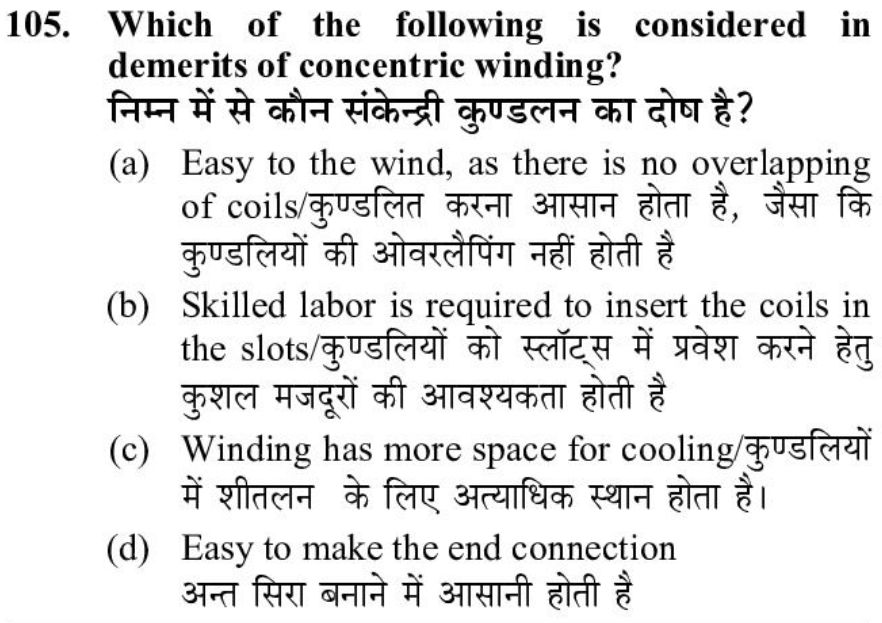 105. Which of the following is considered in
demerits of concentric winding?
निम्न में से कौन संकेन्द्री कुण्डलन का दोष है?
(a) Easy to the wind, as there is no overlapping
of coils/कुण्डलित करना आसान होता है, जैसा कि
कुण्डलियों की ओवरलैपिंग नहीं होती है
(b) Skilled labor is required to insert the coils in
the slots/कुण्डलियों को स्लॉट्स में प्रवेश करने हेतु
कुशल मजदूरों की आवश्यकता होती है
(c) Winding has more space for cooling/कुण्डलियों
में शीतलन के लिए अत्याधिक स्थान होता है।
(d) Easy to make the end connection
अन्त सिरा बनाने में आसानी होती है